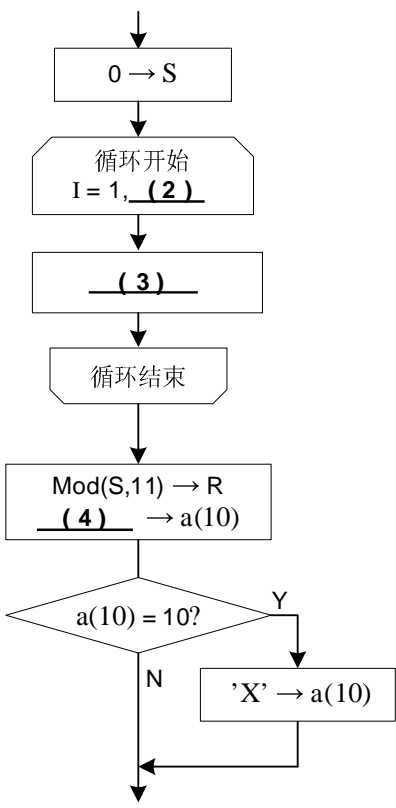 0 → S
循环开始
I = 1, (2)
(3)
循环结束
Mod(S,11) → R
(4) → a(10)
a(10) = 10?
Y
N
’X’ → a(10)